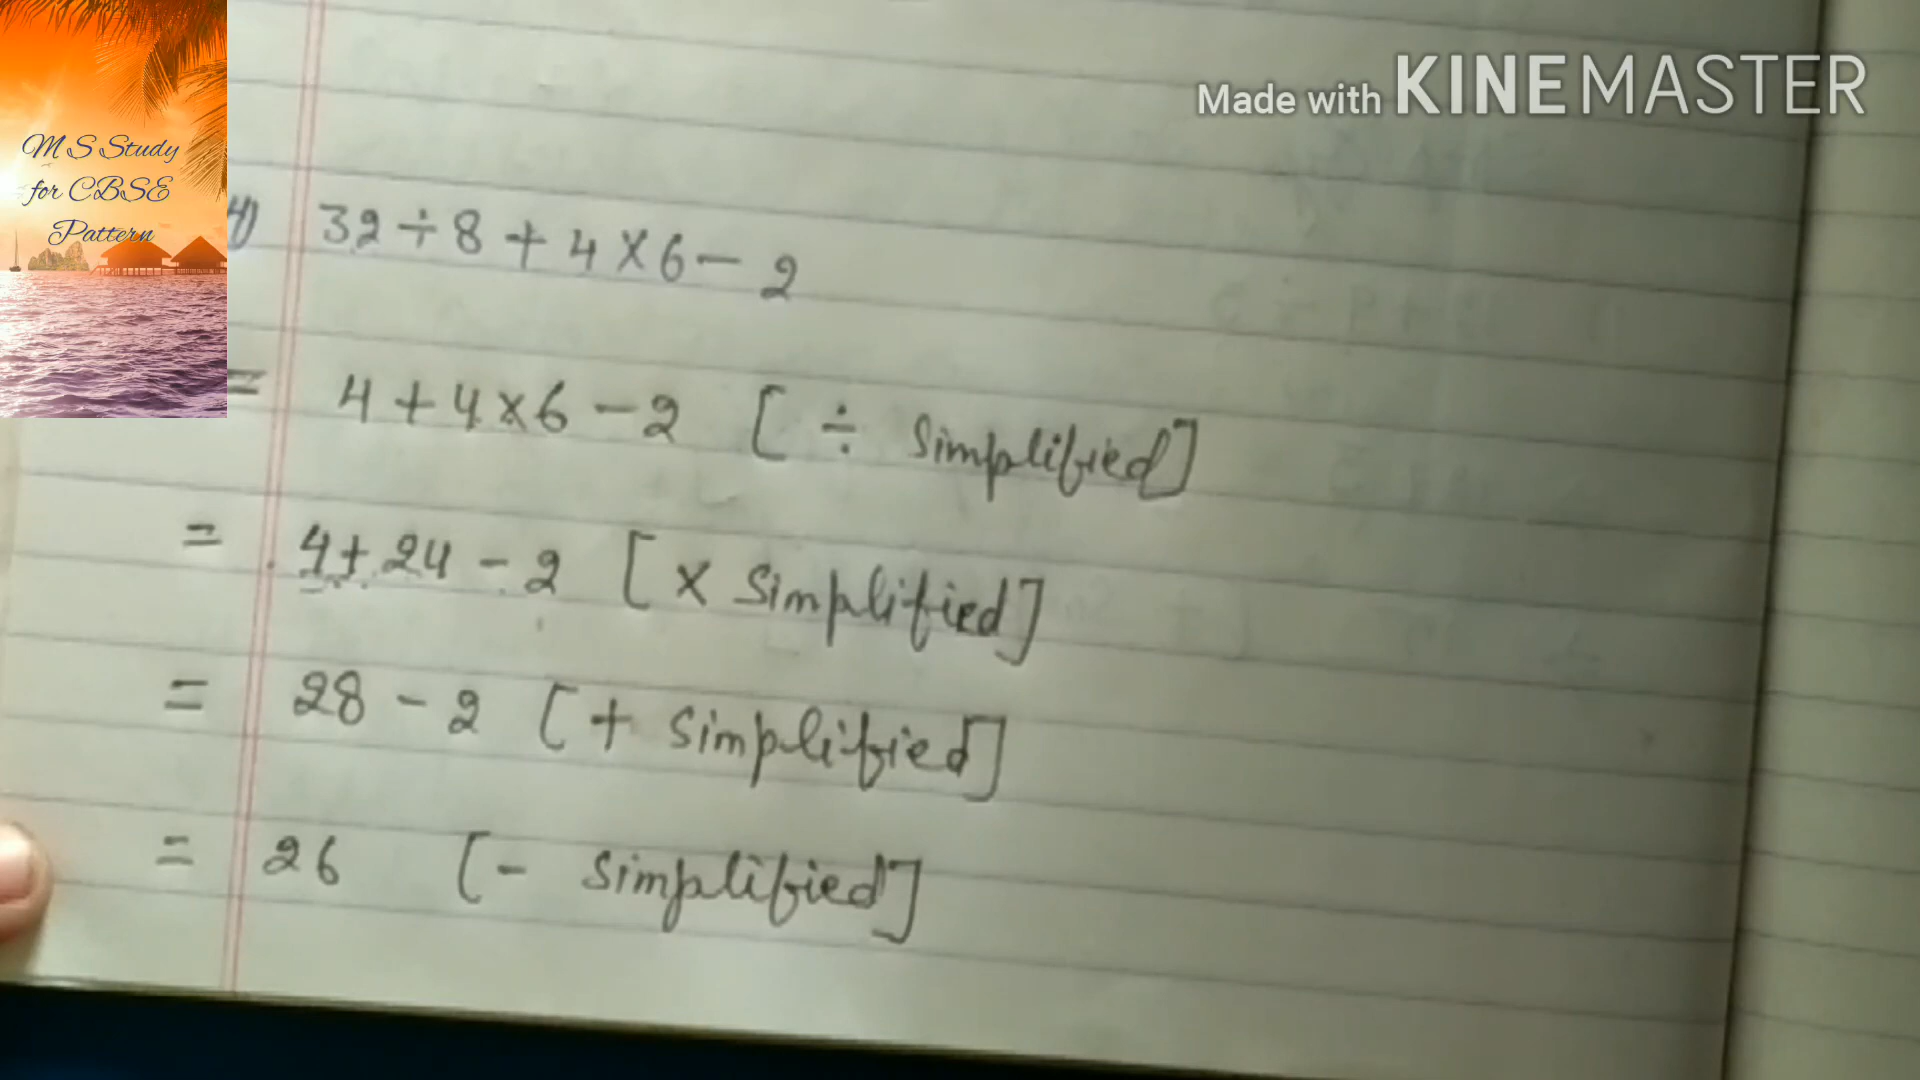 M S Study
for CBSE
Pattern
Made with KINEMASTER
4) 32 ÷ 8 + 4 × 6 - 2
= 4 + 4 × 6 - 2 [ ÷ Simplified]
= 4 + 24 - 2 [ × Simplified]
= 28 - 2 [ + Simplified]
= 26 [ - Simplified]